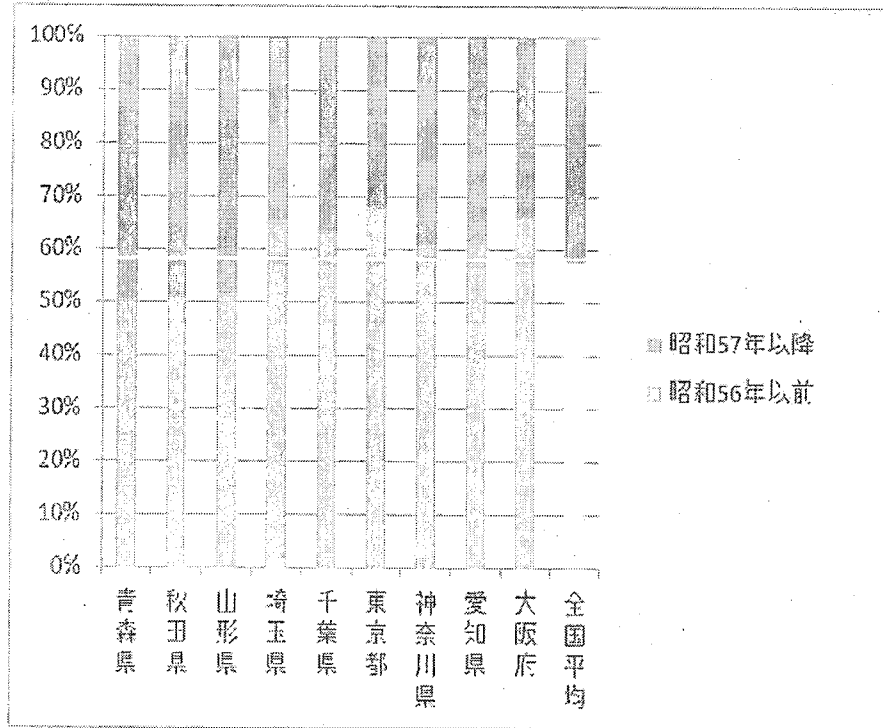 100%
90%
80%
70%
60%
50%
40%
30%
20%
10%
0%
青森県
秋田県
山形県
埼玉県
千葉県
東京都
神奈川県
愛知県
大阪府
全国平均
昭和57年以降
昭和56年以前